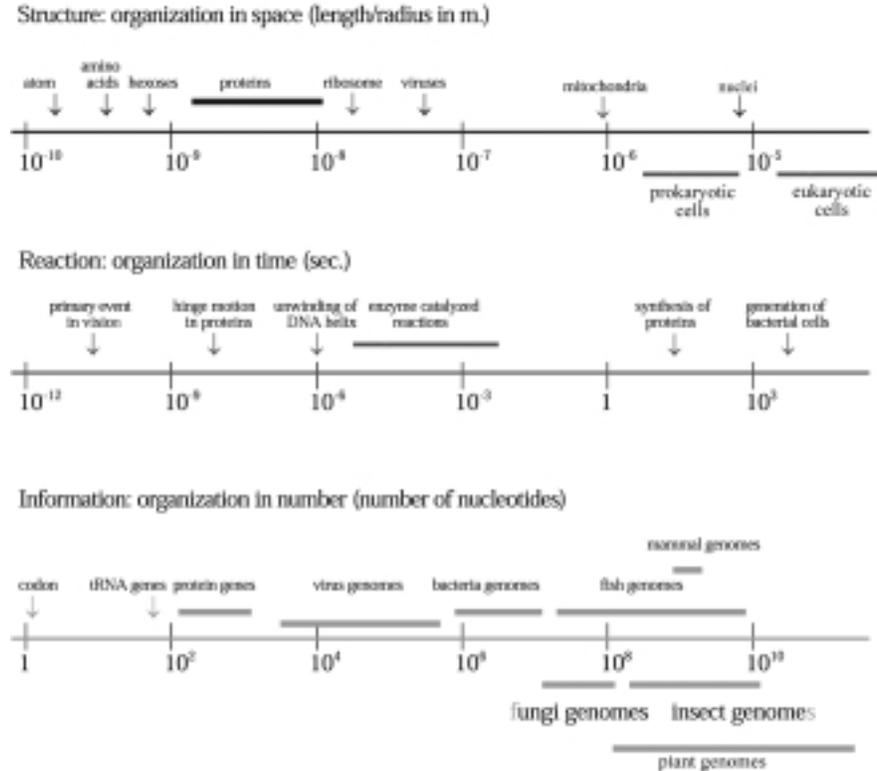 Structure: organization in space (length/radius in m.)
amino
atom acids hexoses proteins ribosome viruses mitochondria nuclei
10⁻¹⁰ 10⁻⁹ 10⁻⁸ 10⁻⁷ 10⁻⁶ 10⁻⁵
prokaryotic eukaryotic
cells cells
Reaction: organization in time (sec.)
primary event hinge motion unwinding of enzyme catalyzed synthesis of generation of
in vision in proteins DNA helix reactions proteins bacterial cells
10⁻¹² 10⁻⁹ 10⁻⁶ 10⁻³ 1 10³
Information: organization in number (number of nucleotides)
mammal genomes
codon tRNA genes protein genes virus genomes bacteria genomes fish genomes
1 10² 10⁴ 10⁶ 10⁸ 10¹⁰
fungi genomes insect genomes
plant genomes